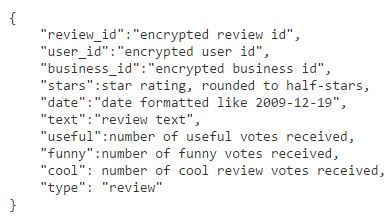 {
    "review_id":"encrypted review id",
    "user_id":"encrypted user id",
    "business_id":"encrypted business id",
    "stars":star rating, rounded to half-stars,
    "date":"date formatted like 2009-12-19",
    "text":"review text",
    "useful":number of useful votes received,
    "funny":number of funny votes received,
    "cool": number of cool review votes received,
    "type": "review"
}